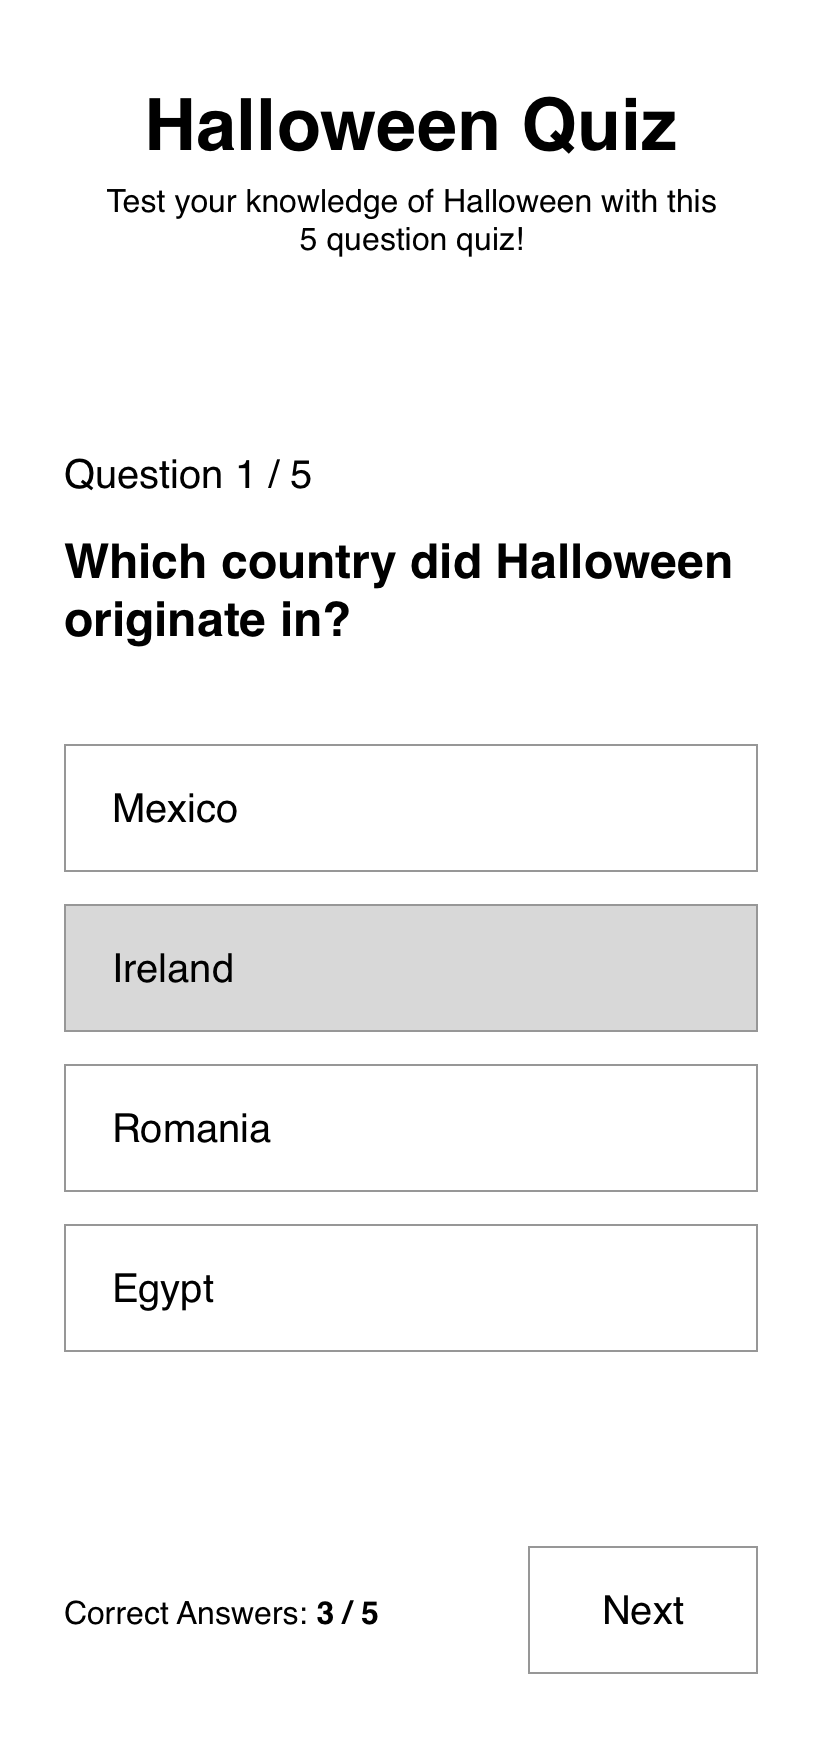 Halloween Quiz
Test your knowledge of Halloween with this
5 question quiz!
Question 1 / 5
Which country did Halloween
originate in?
Mexico
Ireland
Romania
Egypt
Correct Answers: 3 / 5
Next